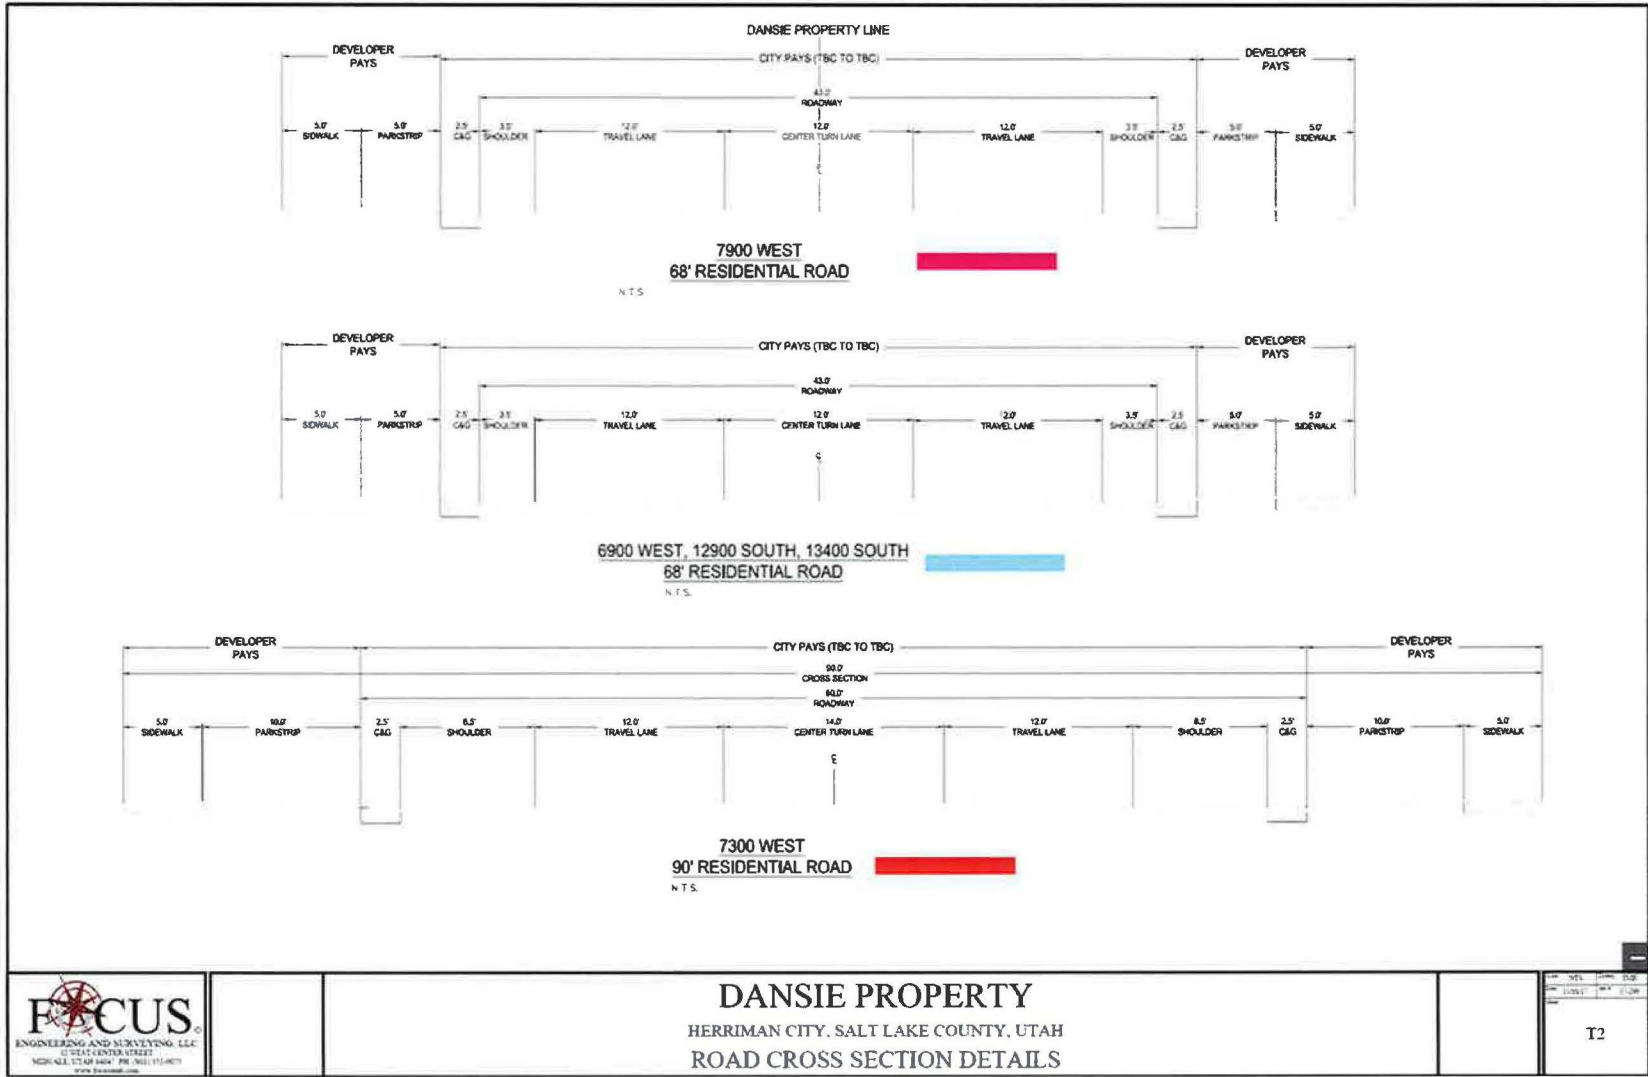 DANSIE PROPERTY LINE
DEVELOPER PAYS
CITY PAYS (TBC TO TBC)
DEVELOPER PAYS
43.0'
ROADWAY
5.0' 5.0' 2.5' 3.5' 12.0' 12.0' 12.0' 3.5' 2.5' 5.0' 5.0'
SIDWALK PARKSTRIP C&G SHOULDER TRAVEL LANE CENTER TURN LANE TRAVEL LANE SHOULDER C&G PARKSTRIP SIDEWALK
7900 WEST
68' RESIDENTIAL ROAD
N.T.S.
DEVELOPER PAYS
CITY PAYS (TBC TO TBC)
DEVELOPER PAYS
43.0'
ROADWAY
5.0' 5.0' 2.5' 3.5' 12.0' 12.0' 12.0' 3.5' 2.5' 5.0' 5.0'
SIDWALK PARKSTRIP C&G SHOULDER TRAVEL LANE CENTER TURN LANE TRAVEL LANE SHOULDER C&G PARKSTRIP SIDEWALK
6900 WEST, 12900 SOUTH, 13400 SOUTH
68' RESIDENTIAL ROAD
N.T.S.
DEVELOPER PAYS
CITY PAYS (TBC TO TBC)
DEVELOPER PAYS
90.0'
CROSS SECTION
60.0'
ROADWAY
5.0' 10.0' 2.5' 8.5' 12.0' 14.0' 12.0' 8.5' 2.5' 10.0' 5.0'
SIDEWALK PARKSTRIP C&G SHOULDER TRAVEL LANE CENTER TURN LANE TRAVEL LANE SHOULDER C&G PARKSTRIP SIDEWALK
7300 WEST
90' RESIDENTIAL ROAD
N.T.S.
FOCUS
ENGINEERING AND SURVEYING, LLC
DANSIE PROPERTY
HERRIMAN CITY, SALT LAKE COUNTY, UTAH
ROAD CROSS SECTION DETAILS
T2